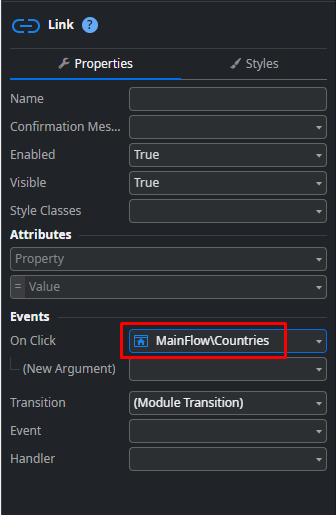 Link ?
Properties Styles
Name
Confirmation Mes...
Enabled True
Visible True
Style Classes
Attributes
Property
= Value
Events
On Click MainFlow\Countries
(New Argument)
Transition (Module Transition)
Event
Handler